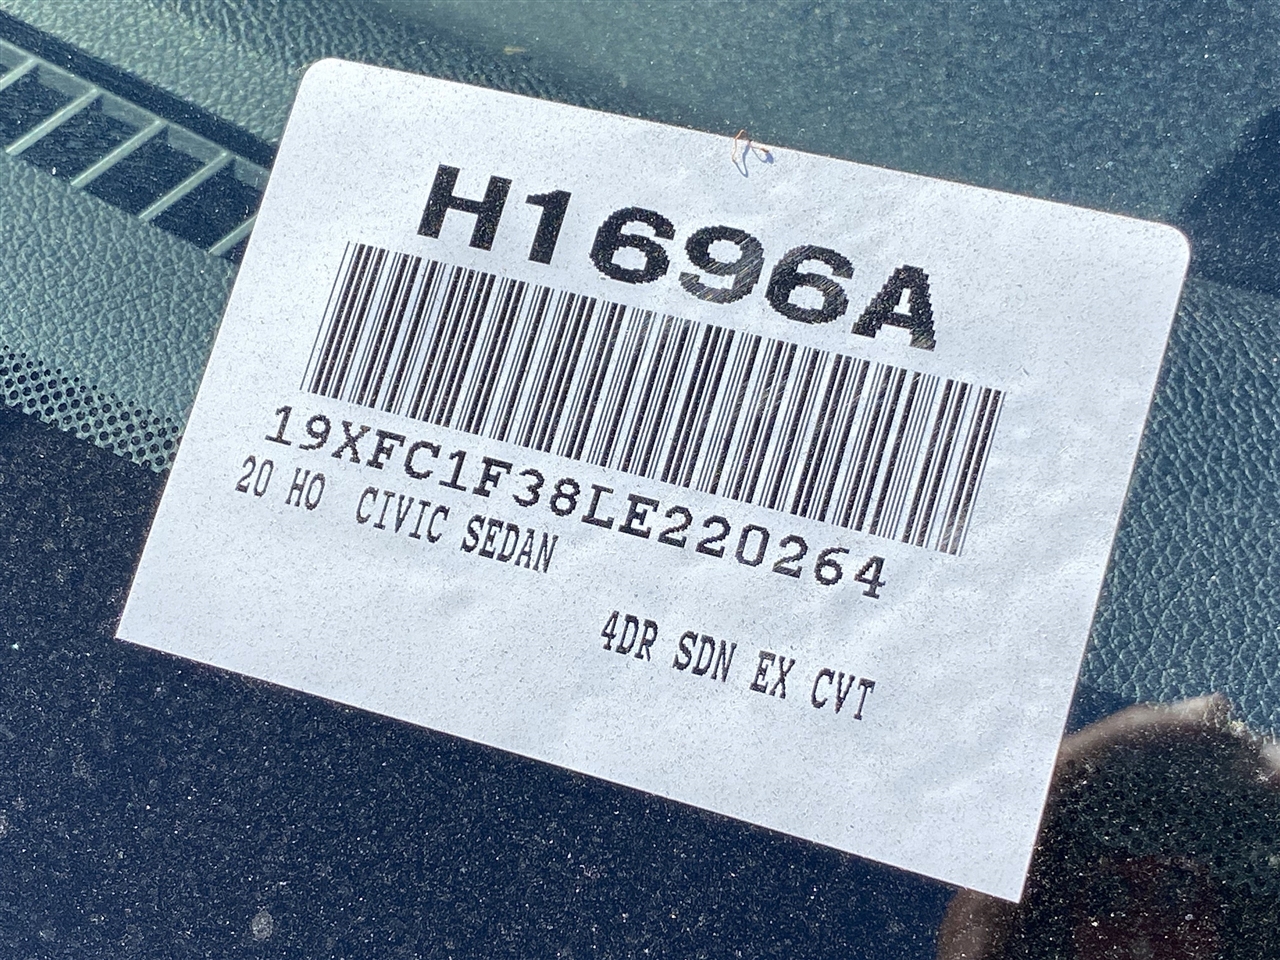 H1696A
19XFC1F38LE220264
20 HO CIVIC SEDAN
4DR SDN EX CVT